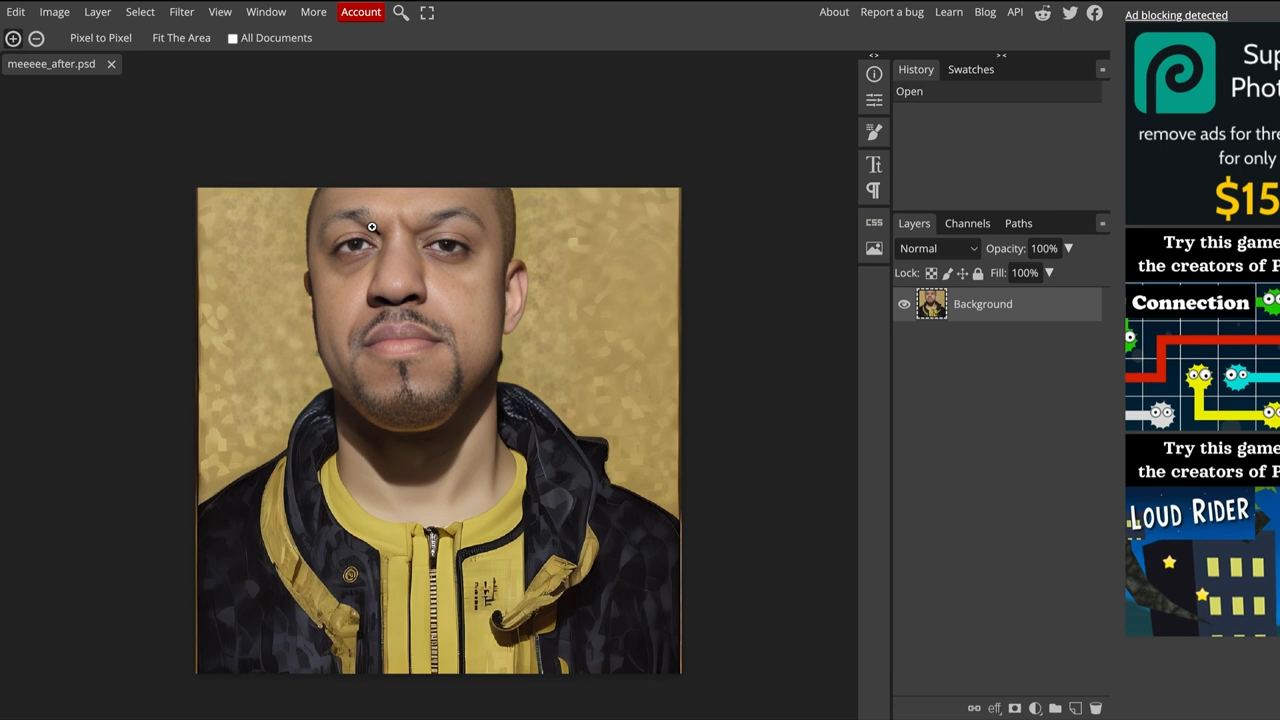 Edit Image Layer Select Filter View Window More Account About Report a bug Learn Blog API
Pixel to Pixel Fit The Area All Documents
meeeee_after.psd
History Swatches
Open
Tt
CSS
Layers Channels Paths
Normal Opacity: 100%
Lock: Fill: 100%
Background
eff
Ad blocking detected
remove ads for
for only
$15
Try this game
the creators of
Connection
Try this game
the creators of
LOUD RIDER